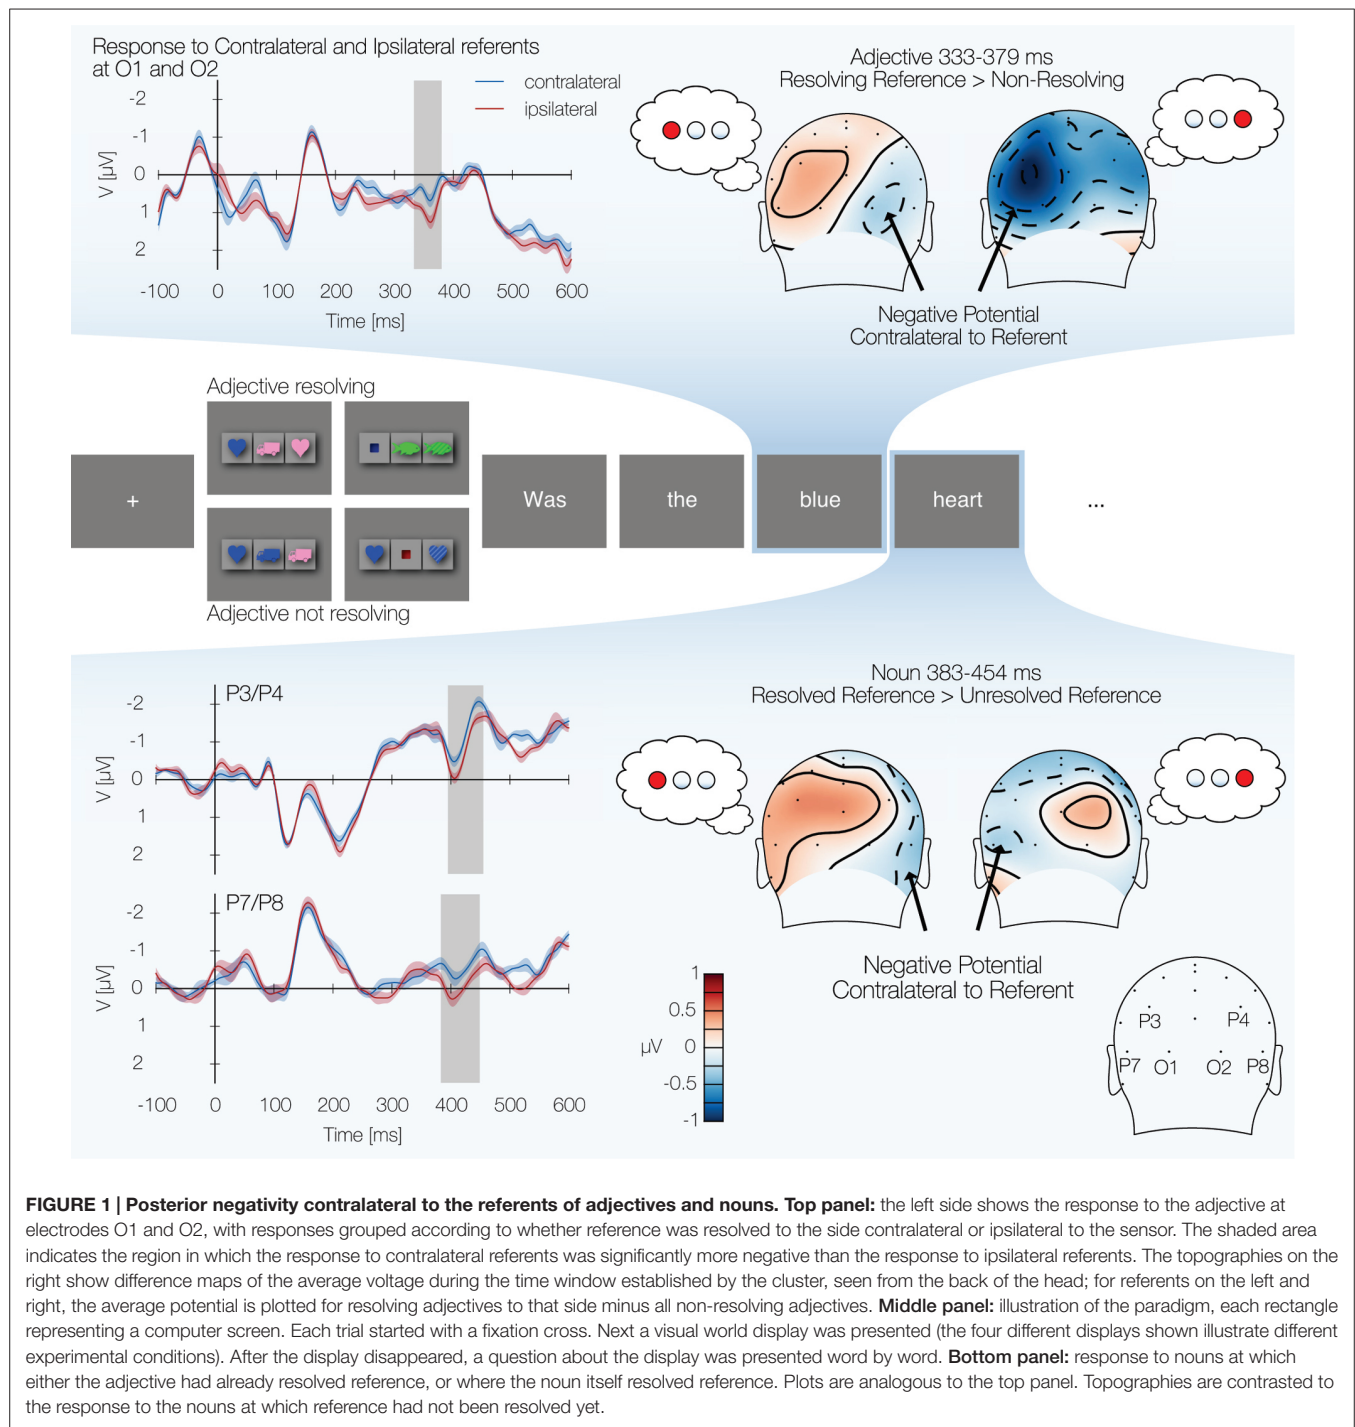 Response to Contralateral and Ipsilateral referents
at O1 and O2
contralateral
ipsilateral
-2
-1
0
1
2
V [µV]
-100 0 100 200 300 400 500 600
Time [ms]
Adjective 333-379 ms
Resolving Reference > Non-Resolving
Negative Potential
Contralateral to Referent
Adjective resolving
+
Was
the
blue
heart
...
Adjective not resolving
P3/P4
-2
-1
0
1
2
V [µV]
P7/P8
-2
-1
0
1
2
V [µV]
-100 0 100 200 300 400 500 600
Time [ms]
Noun 383-454 ms
Resolved Reference > Unresolved Reference
Negative Potential
Contralateral to Referent
1
0.5
µV 0
-0.5
-1
P3 P4
P7 O1 O2 P8
FIGURE 1 | Posterior negativity contralateral to the referents of adjectives and nouns. Top panel: the left side shows the response to the adjective at
electrodes O1 and O2, with responses grouped according to whether reference was resolved to the side contralateral or ipsilateral to the sensor. The shaded area
indicates the region in which the response to contralateral referents was significantly more negative than the response to ipsilateral referents. The topographies on the
right show difference maps of the average voltage during the time window established by the cluster, seen from the back of the head; for referents on the left and
right, the average potential is plotted for resolving adjectives to that side minus all non-resolving adjectives. Middle panel: illustration of the paradigm, each rectangle
representing a computer screen. Each trial started with a fixation cross. Next a visual world display was presented (the four different displays shown illustrate different
experimental conditions). After the display disappeared, a question about the display was presented word by word. Bottom panel: response to nouns at which
either the adjective had already resolved reference, or where the noun itself resolved reference. Plots are analogous to the top panel. Topographies are contrasted to
the response to the nouns at which reference had not been resolved yet.